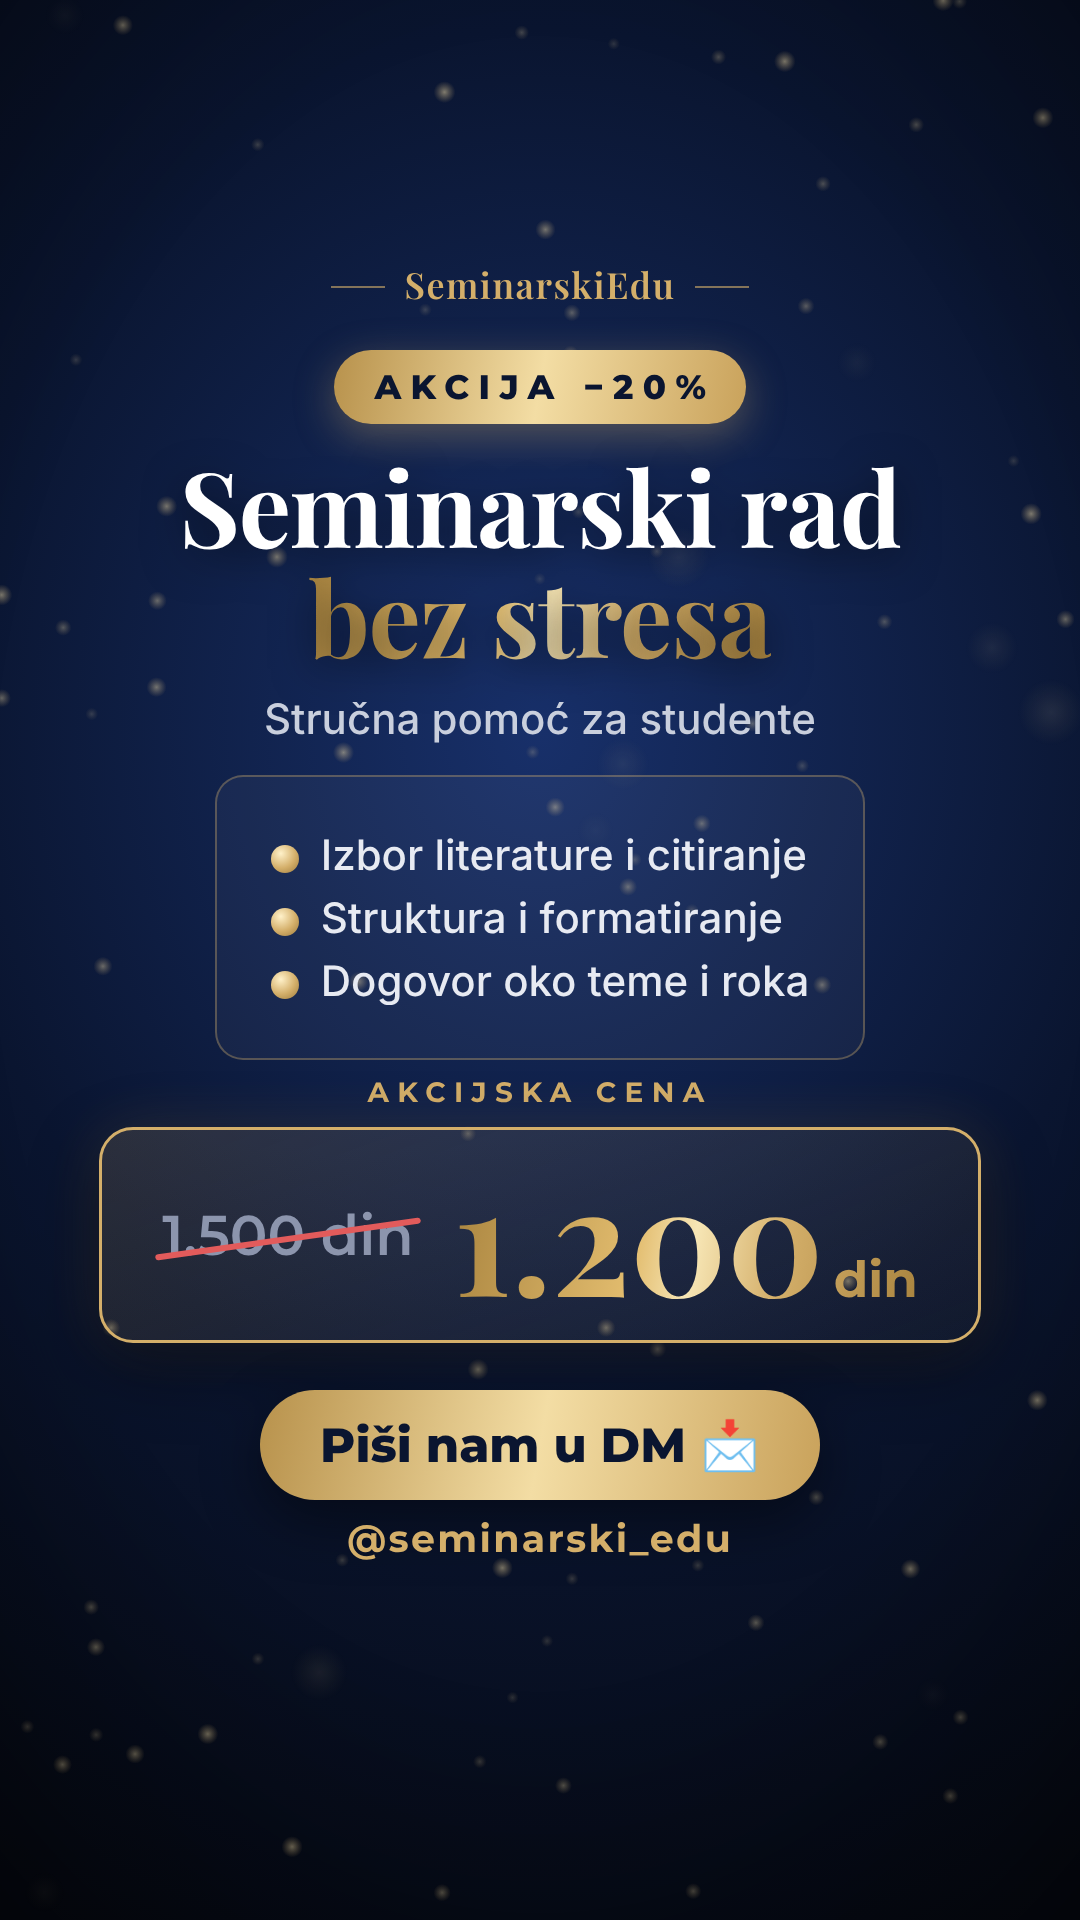 SeminarskiEdu
AKCIJA −20%
Seminarski rad
bez stresa
Stručna pomoć za studente
Izbor literature i citiranje
Struktura i formatiranje
Dogovor oko teme i roka
AKCIJSKA CENA
1.500 din 1.200 din
Piši nam u DM 📩
@seminarski_edu